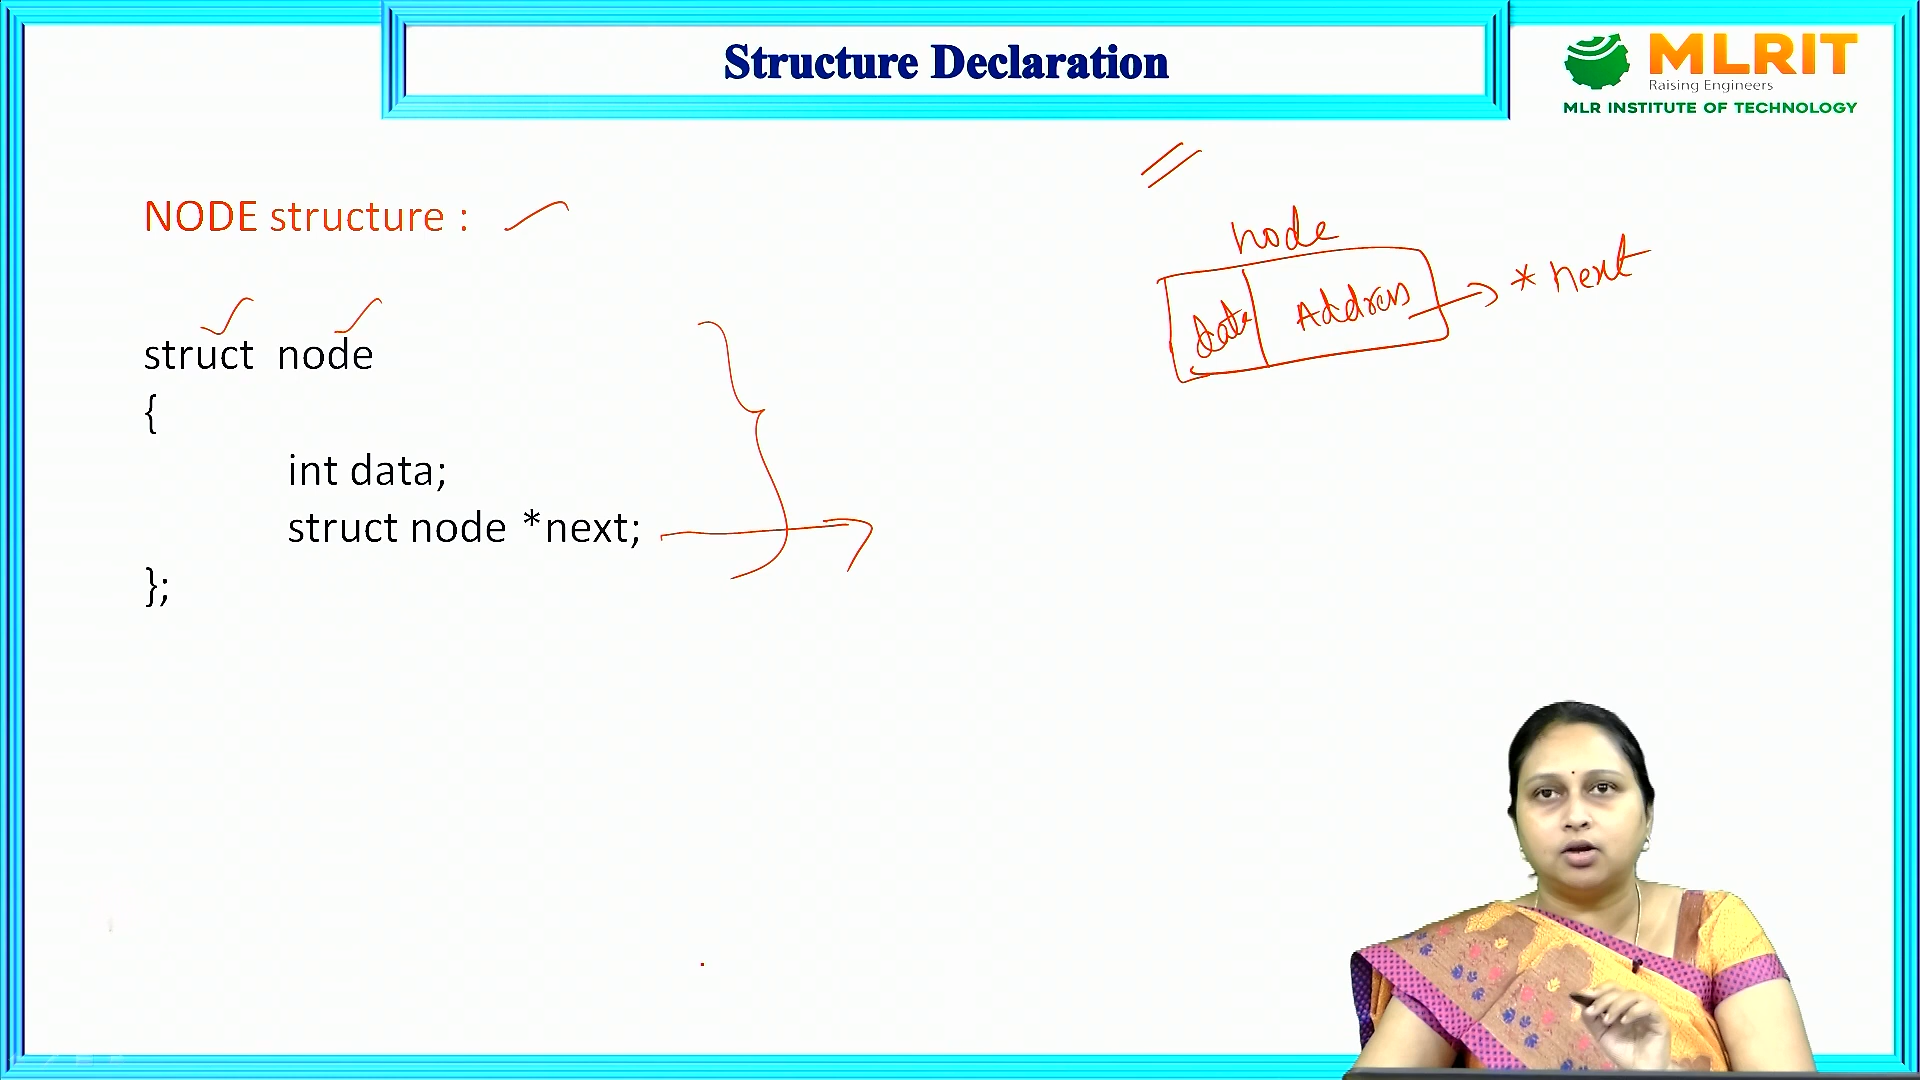 Structure Declaration
MLRIT
Raising Engineers
MLR INSTITUTE OF TECHNOLOGY
NODE structure :
node
Data Address → * next
struct node
{
int data;
struct node *next;
};